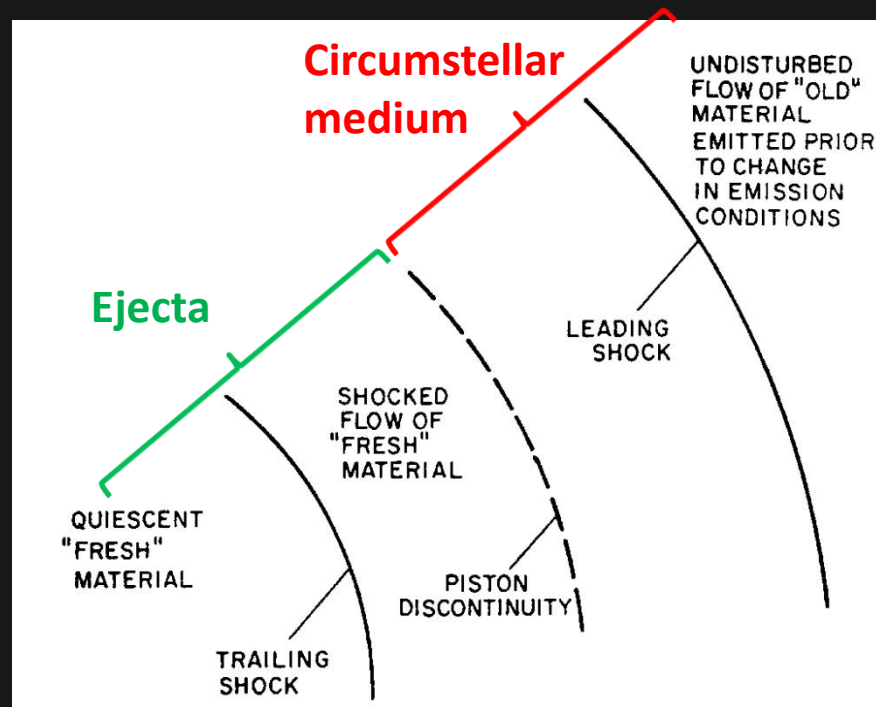 Circumstellar
medium
UNDISTURBED
FLOW OF "OLD"
MATERIAL
EMITTED PRIOR
TO CHANGE
IN EMISSION
CONDITIONS
Ejecta
LEADING
SHOCK
SHOCKED
FLOW OF
"FRESH"
MATERIAL
QUIESCENT
"FRESH"
MATERIAL
PISTON
DISCONTINUITY
TRAILING
SHOCK